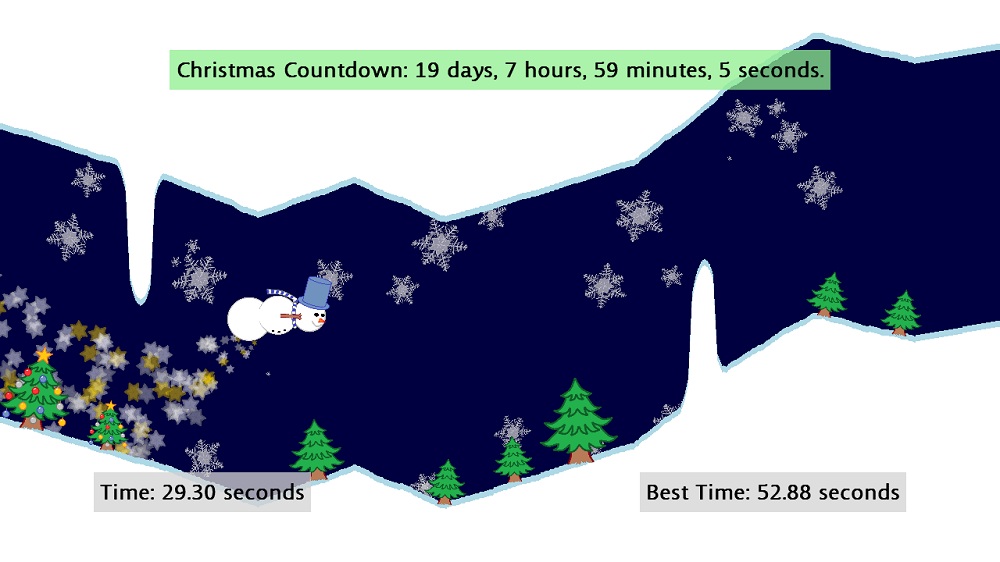 Christmas Countdown: 19 days, 7 hours, 59 minutes, 5 seconds.
Time: 29.30 seconds
Best Time: 52.88 seconds